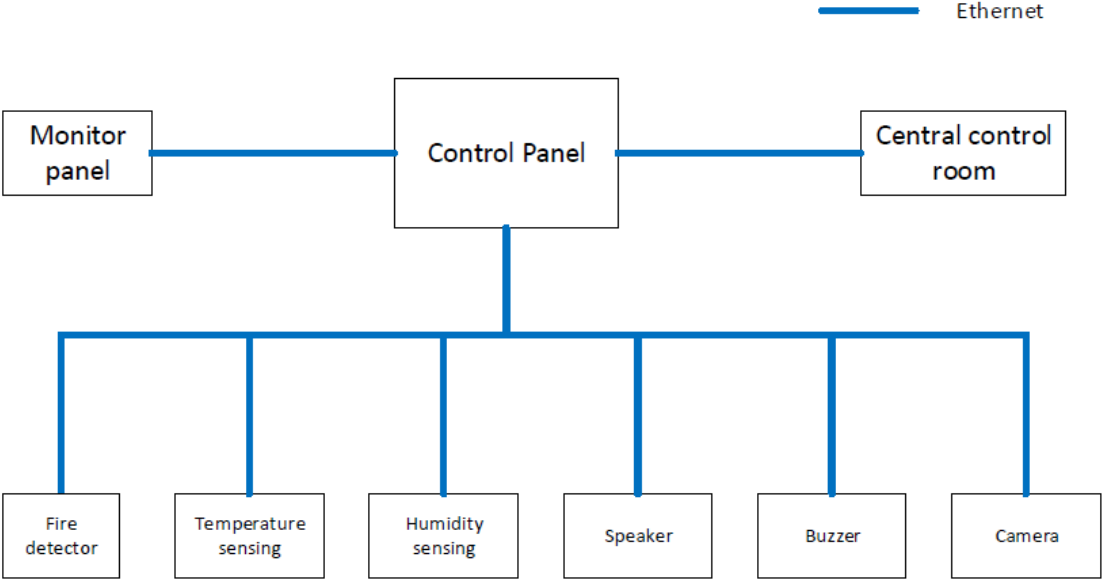 Ethernet
Monitor
panel
Control Panel
Central control
room
Fire
detector
Temperature
sensing
Humidity
sensing
Speaker
Buzzer
Camera